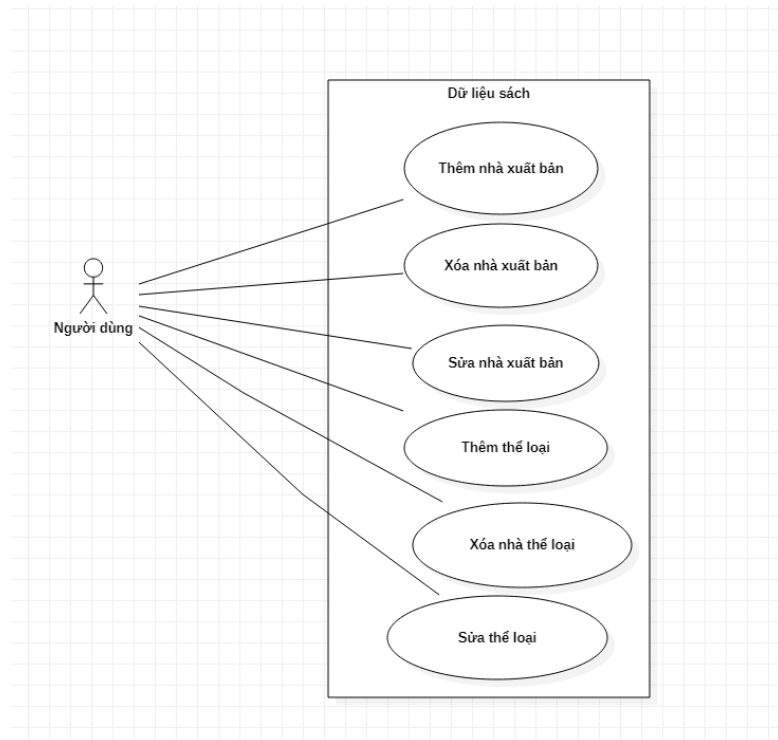 Dữ liệu sách
Thêm nhà xuất bản
Xóa nhà xuất bản
Người dùng
Sửa nhà xuất bản
Thêm thể loại
Xóa nhà thể loại
Sửa thể loại